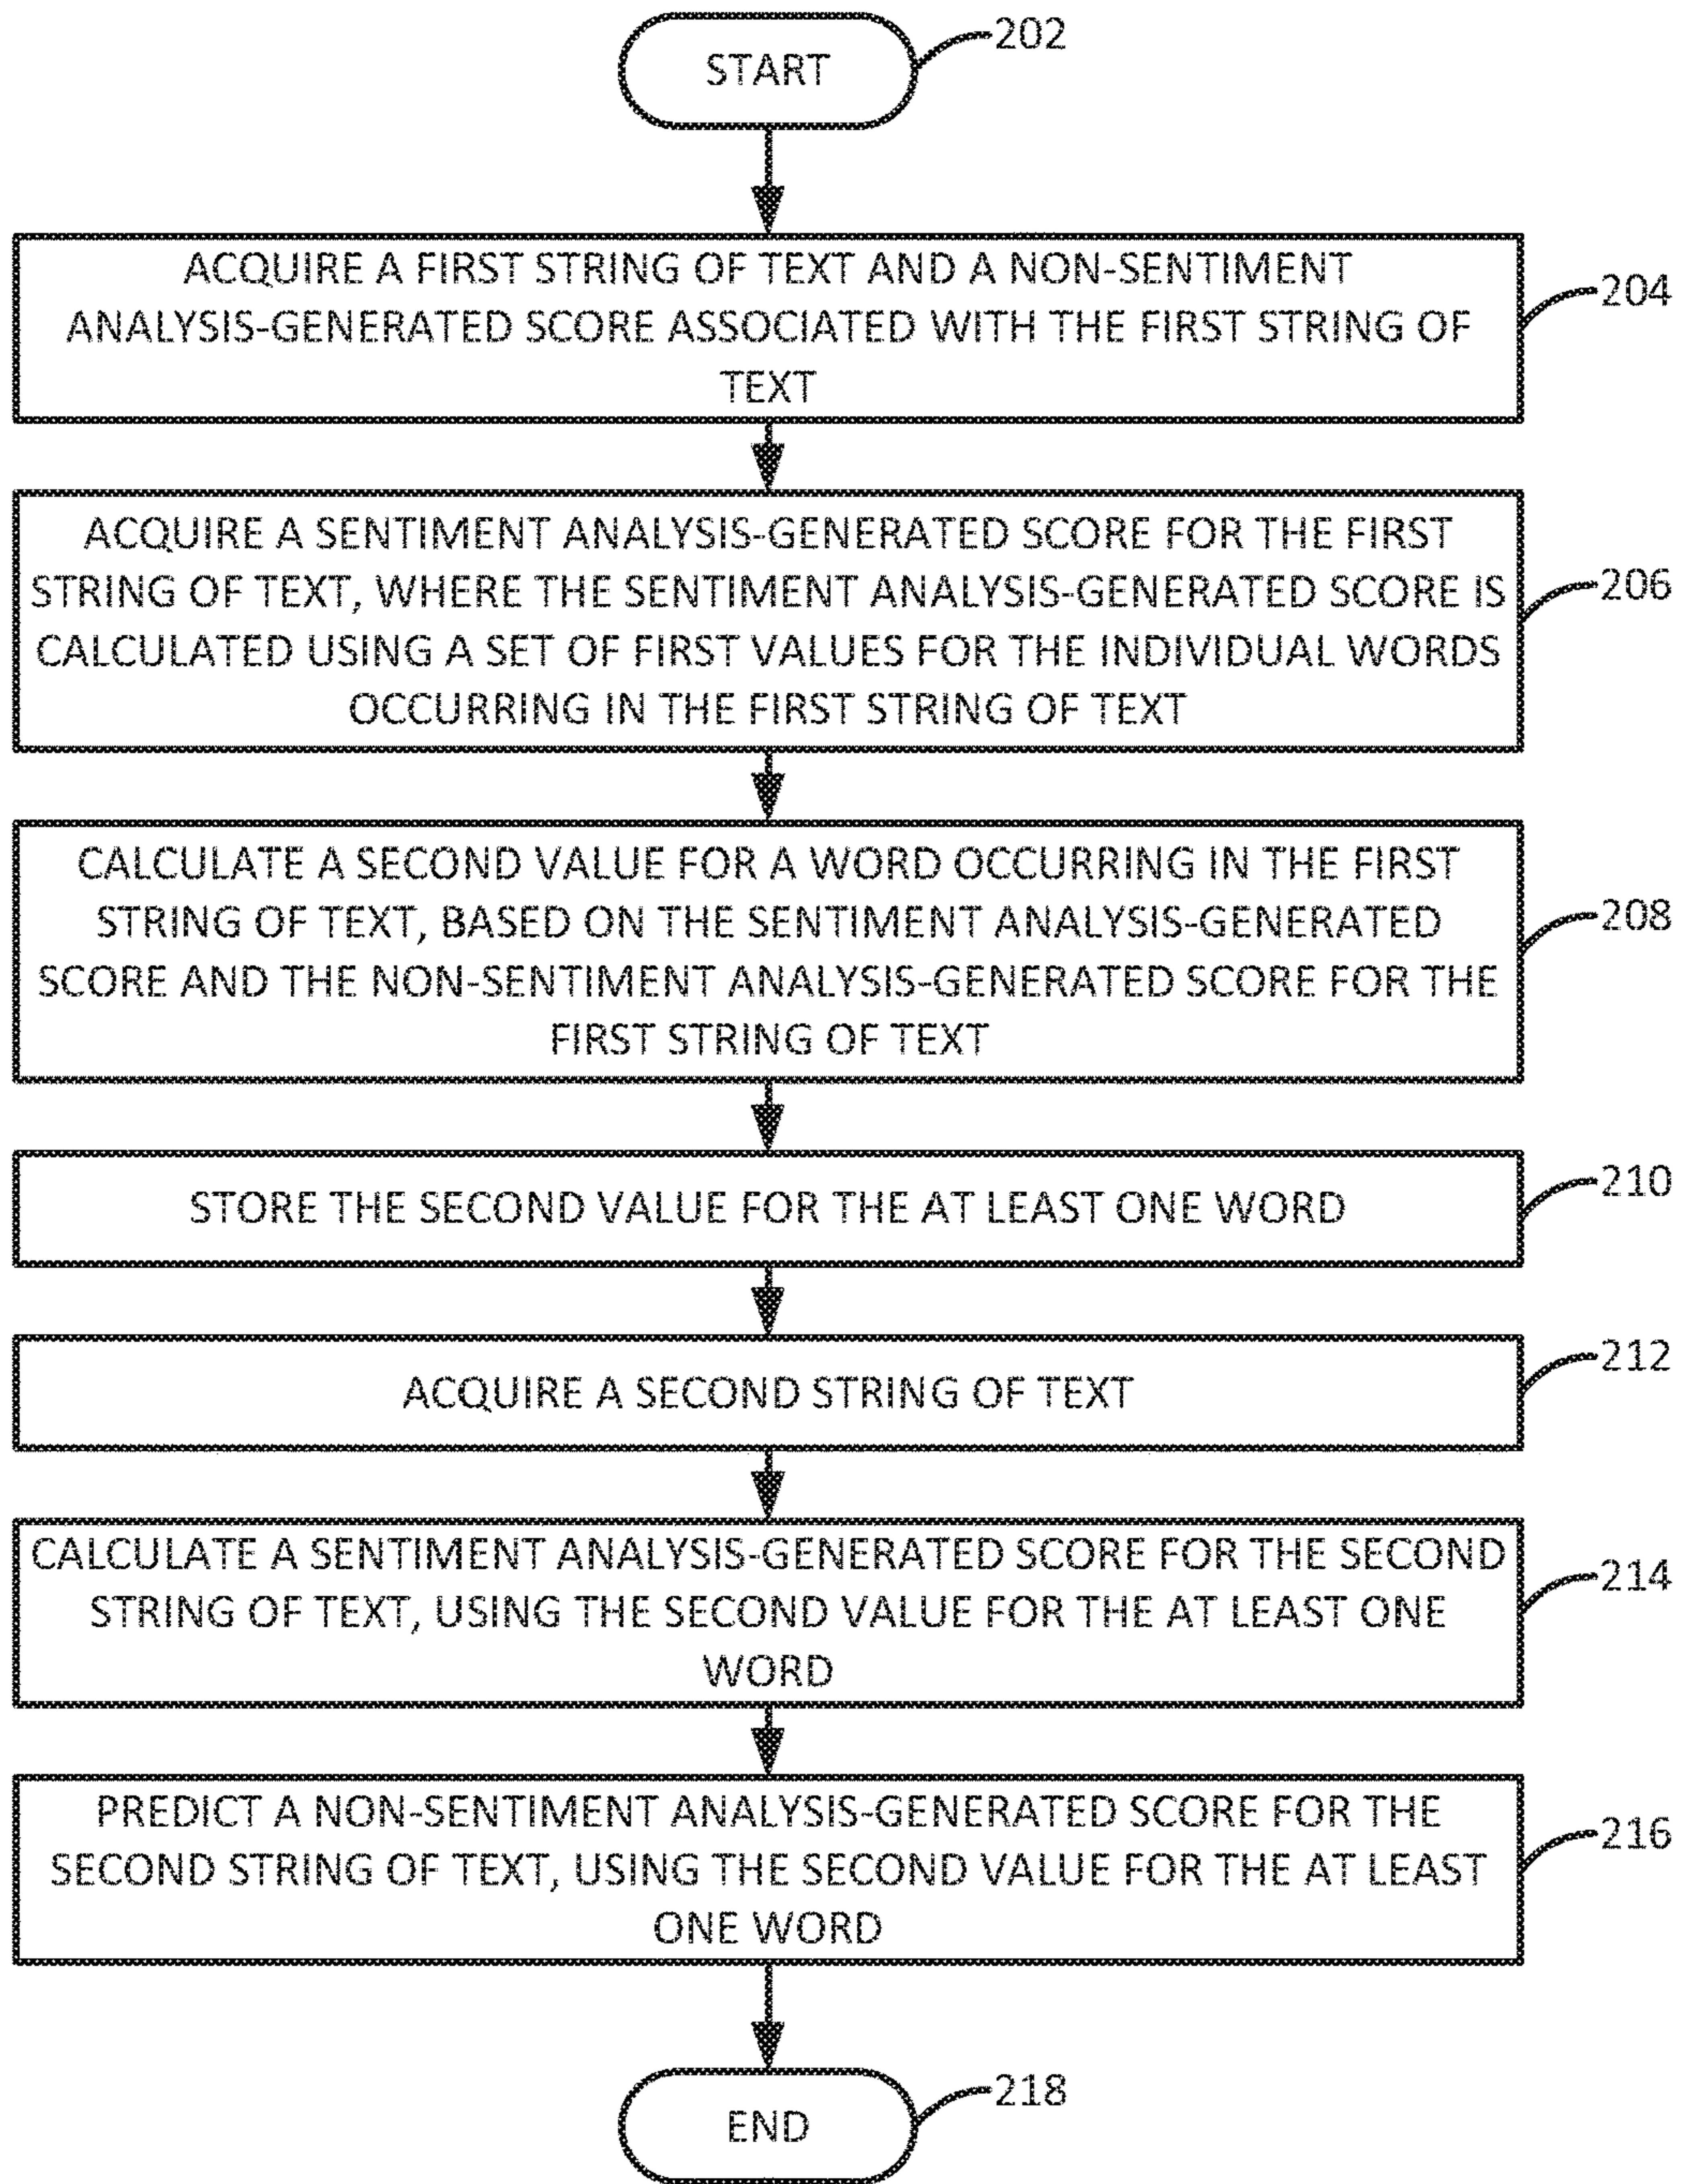 START
202
ACQUIRE A FIRST STRING OF TEXT AND A NON-SENTIMENT
ANALYSIS-GENERATED SCORE ASSOCIATED WITH THE FIRST STRING OF
TEXT
204
ACQUIRE A SENTIMENT ANALYSIS-GENERATED SCORE FOR THE FIRST
STRING OF TEXT, WHERE THE SENTIMENT ANALYSIS-GENERATED SCORE IS
CALCULATED USING A SET OF FIRST VALUES FOR THE INDIVIDUAL WORDS
OCCURRING IN THE FIRST STRING OF TEXT
206
CALCULATE A SECOND VALUE FOR A WORD OCCURRING IN THE FIRST
STRING OF TEXT, BASED ON THE SENTIMENT ANALYSIS-GENERATED
SCORE AND THE NON-SENTIMENT ANALYSIS-GENERATED SCORE FOR THE
FIRST STRING OF TEXT
208
STORE THE SECOND VALUE FOR THE AT LEAST ONE WORD
210
ACQUIRE A SECOND STRING OF TEXT
212
CALCULATE A SENTIMENT ANALYSIS-GENERATED SCORE FOR THE SECOND
STRING OF TEXT, USING THE SECOND VALUE FOR THE AT LEAST ONE
WORD
214
PREDICT A NON-SENTIMENT ANALYSIS-GENERATED SCORE FOR THE
SECOND STRING OF TEXT, USING THE SECOND VALUE FOR THE AT LEAST
ONE WORD
216
END
218